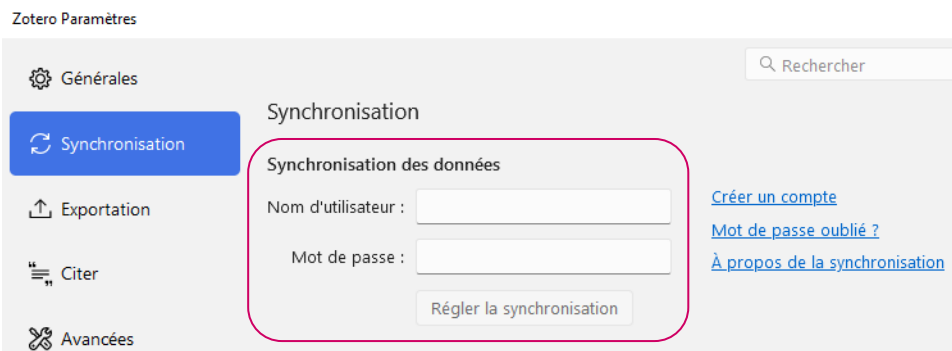 Zotero Paramètres
Rechercher
Générales
Synchronisation
Synchronisation
Synchronisation des données
Nom d'utilisateur :
Créer un compte
Exportation
Mot de passe oublié ?
Mot de passe :
À propos de la synchronisation
Citer
Régler la synchronisation
Avancées